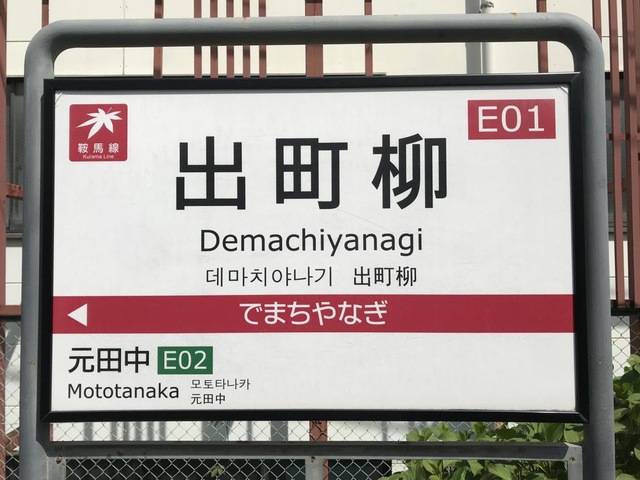 鞍馬線
Kurama Line
E01
出町柳
Demachiyanagi
데마치야나기 出町柳
でまちやなぎ
元田中 E02
Mototanaka
모토타나카
元田中